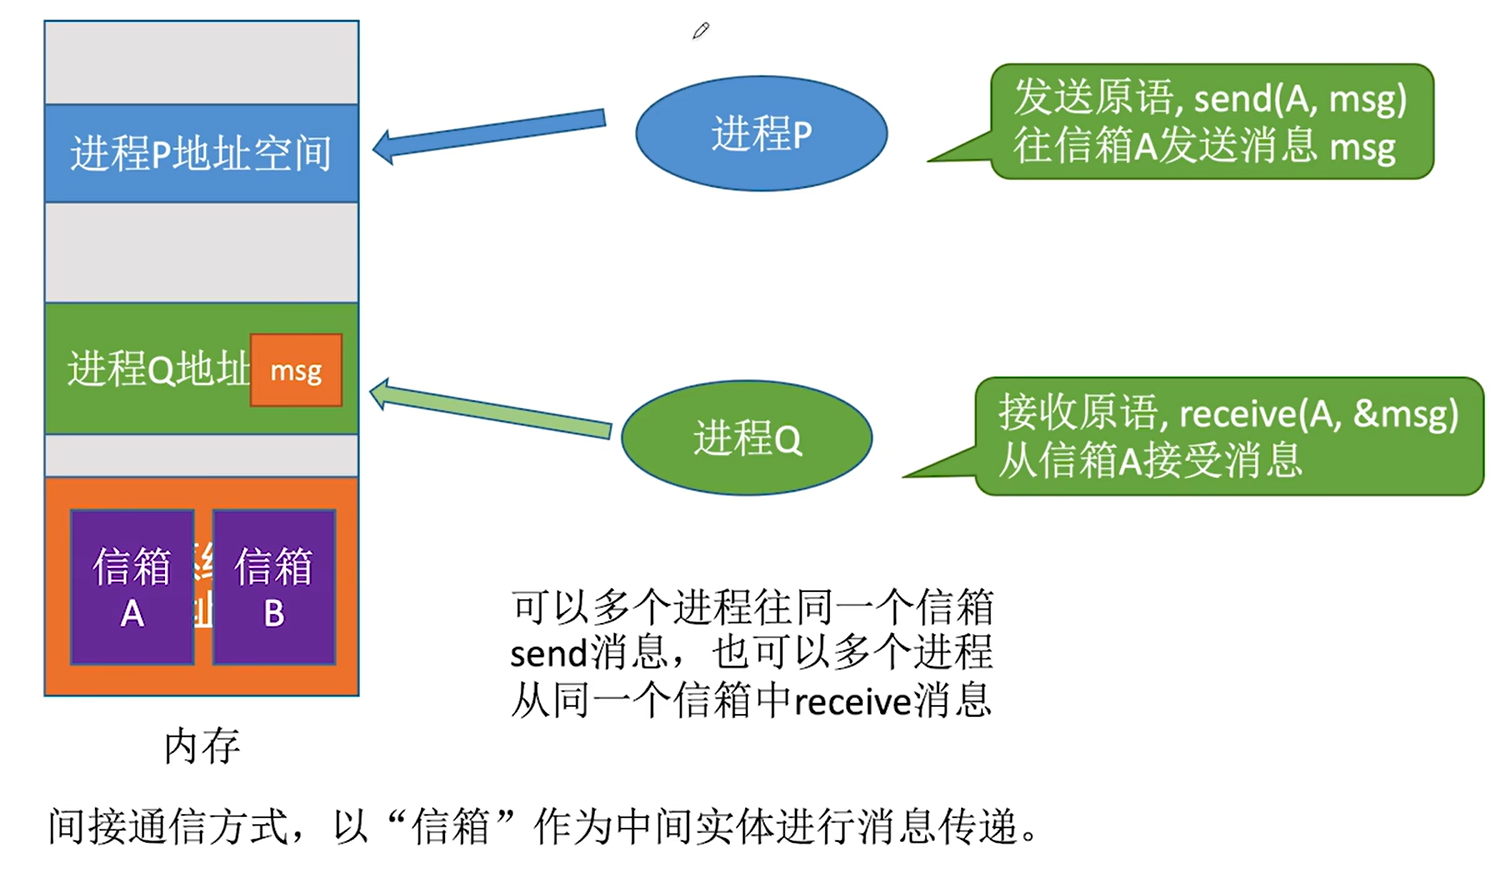 进程P地址空间
进程P
发送原语, send(A, msg)
往信箱A发送消息 msg
进程Q地址
msg
进程Q
接收原语, receive(A, &msg)
从信箱A接受消息
信箱
A
信箱
B
可以多个进程往同一个信箱
send消息，也可以多个进程
从同一个信箱中receive消息
内存
间接通信方式，以“信箱”作为中间实体进行消息传递。